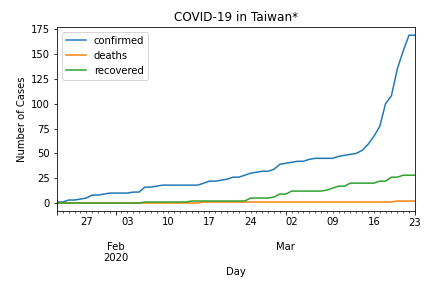 COVID-19 in Taiwan*
confirmed
deaths
recovered
Number of Cases
175
150
125
100
75
50
25
0
27 03 10 17 24 02 09 16 23
Feb Mar
2020
Day